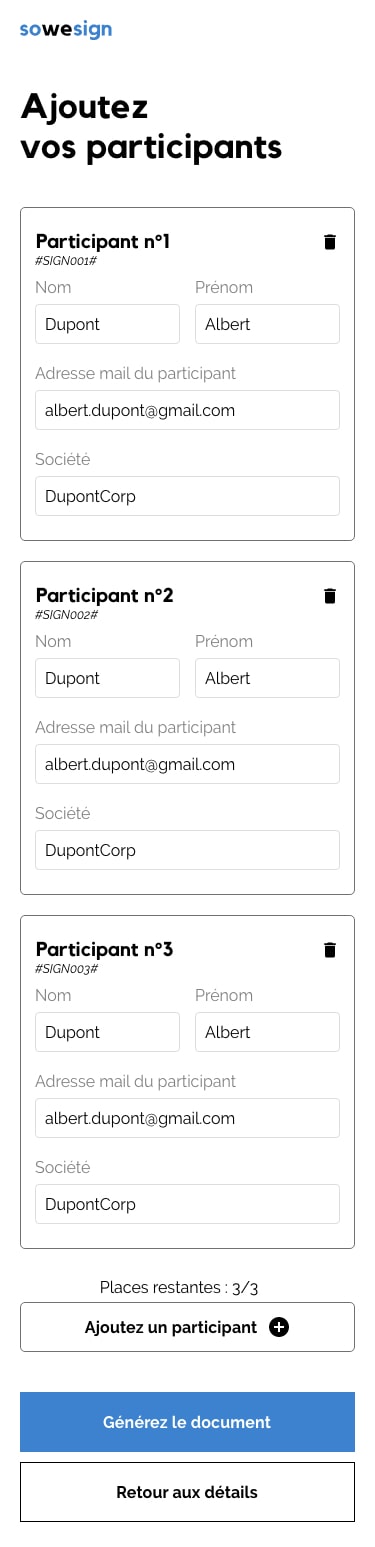 sowesign
Ajoutez
vos participants
Participant n°1
#SIGN001#
Nom Prénom
Dupont Albert
Adresse mail du participant
albert.dupont@gmail.com
Société
DupontCorp
Participant n°2
#SIGN002#
Nom Prénom
Dupont Albert
Adresse mail du participant
albert.dupont@gmail.com
Société
DupontCorp
Participant n°3
#SIGN003#
Nom Prénom
Dupont Albert
Adresse mail du participant
albert.dupont@gmail.com
Société
DupontCorp
Places restantes : 3/3
Ajoutez un participant
Générez le document
Retour aux détails